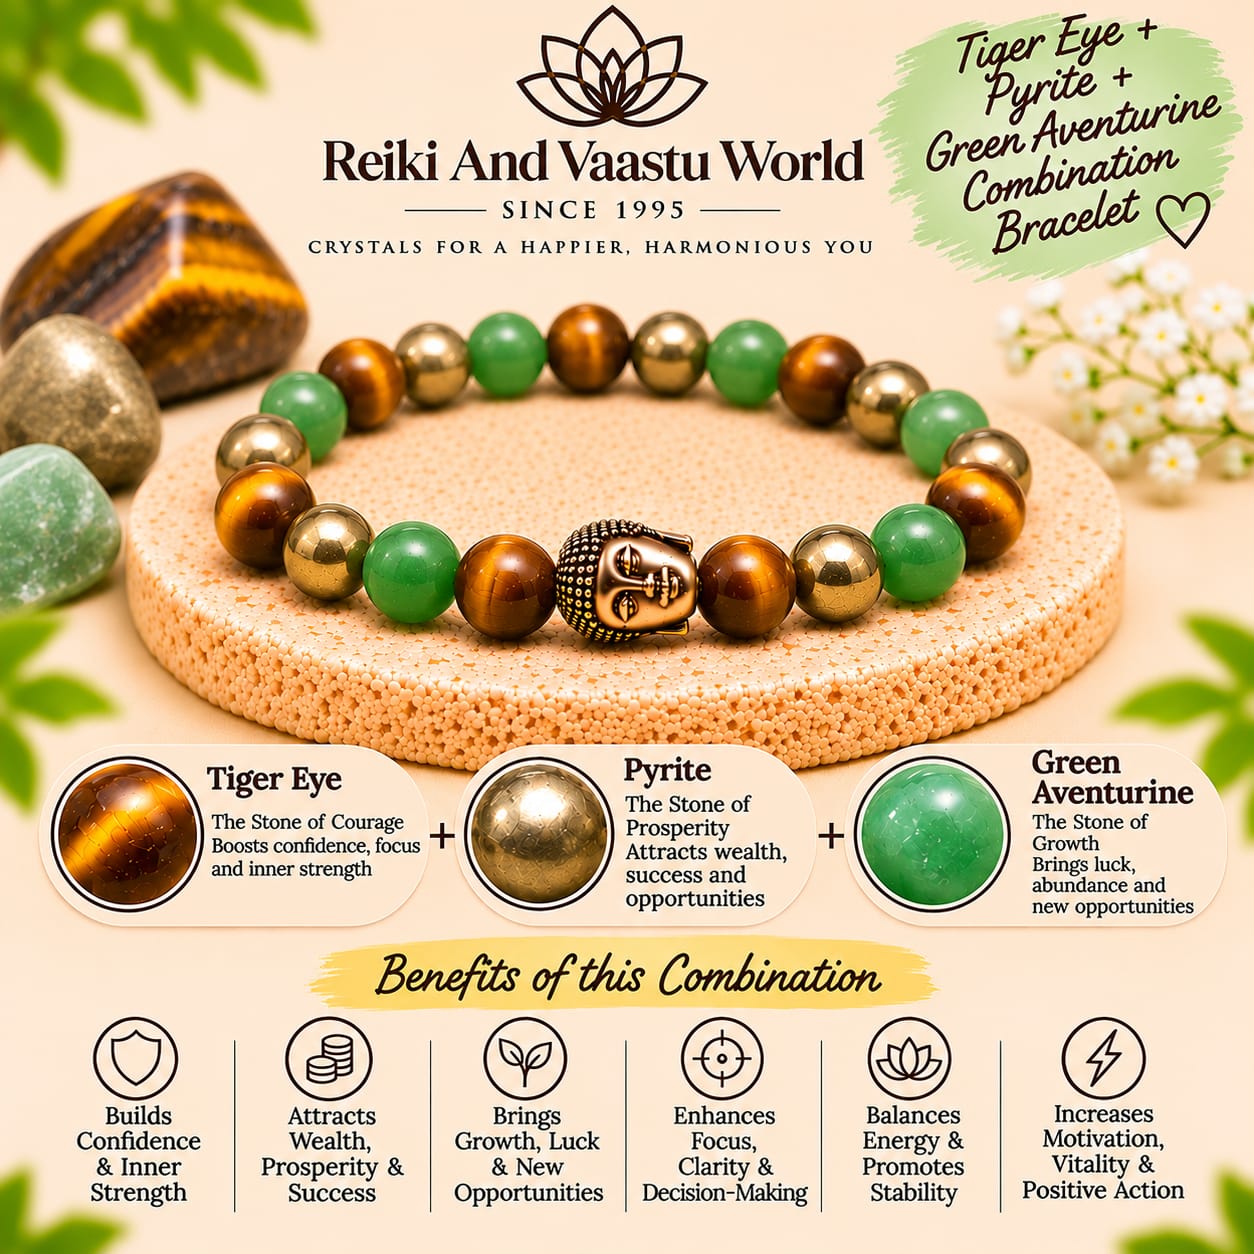 Reiki And Vaastu World
SINCE 1995
CRYSTALS FOR A HAPPIER, HARMONIOUS YOU
Tiger Eye +
Pyrite +
Green Aventurine
Combination
Bracelet
Tiger Eye
The Stone of Courage
Boosts confidence, focus
and inner strength
+
Pyrite
The Stone of
Prosperity
Attracts wealth,
success and
opportunities
+
Green
Aventurine
The Stone of
Growth
Brings luck,
abundance and
new opportunities
Benefits of this Combination
Builds
Confidence
& Inner
Strength
Attracts
Wealth,
Prosperity &
Success
Brings
Growth, Luck
& New
Opportunities
Enhances
Focus,
Clarity &
Decision-Making
Balances
Energy &
Promotes
Stability
Increases
Motivation,
Vitality &
Positive Action